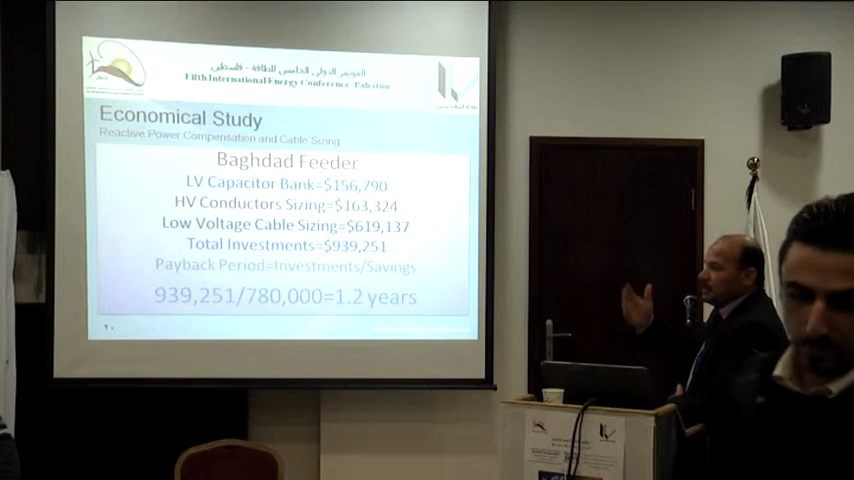 المؤتمر الدولي الخامس للطاقة - فلسطين
Fifth International Energy Conference -Palestine
Economical Study
Reactive Power Compensation and Cable Sizing
Baghdad Feeder
LV Capacitor Bank=$156,790
HV Conductors Sizing=$163,324
Low Voltage Cable Sizing=$619,137
Total Investments=$939,251
Payback Period=Investments/Savings
939,251/780,000=1.2 years
٢٠